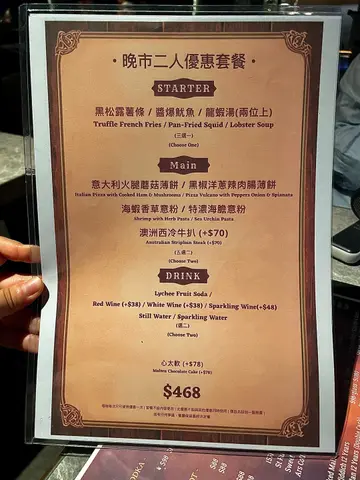 ·晚市二人優惠套餐·
STARTER
黑松露薯條 / 醬爆魷魚 / 龍蝦湯(兩位上)
Truffle French Fries / Pan-Fried Squid / Lobster Soup
(三選一)
(Choose One)
Main
意大利火腿蘑菇薄餅 / 黑椒洋蔥辣肉腸薄餅
Italian Pizza with Cooked Ham & Mushrooms / Pizza Vulcano with Peppers Onion & Spianata
海蝦香草意粉 / 特濃海膽意粉
Shrimp with Herb Pasta / Sea Urchin Pasta
澳洲西冷牛扒 (+$70)
Australian Striploin Steak (+$70)
(五選二)
(Choose Two)
DRINK
Lychee Fruit Soda /
Red Wine (+$38) / White Wine (+$38) / Sparkling Wine(+$48)
Still Water / Sparkling Water
(選二)
(Choose Two)
心太軟 (+$78)
Molten Chocolate Cake (+$78)
$468